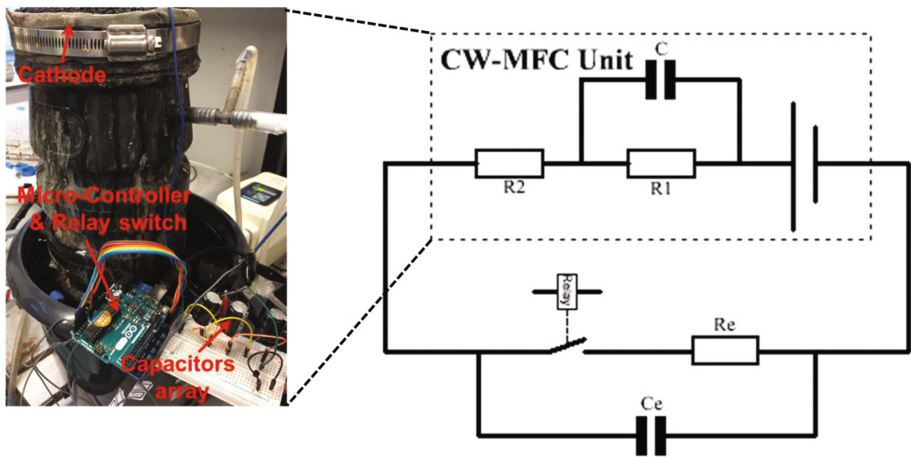 Cathode
Micro-Controller
& Relay switch
Capacitors
array
CW-MFC Unit
C
R2
R1
Relay
Re
Ce